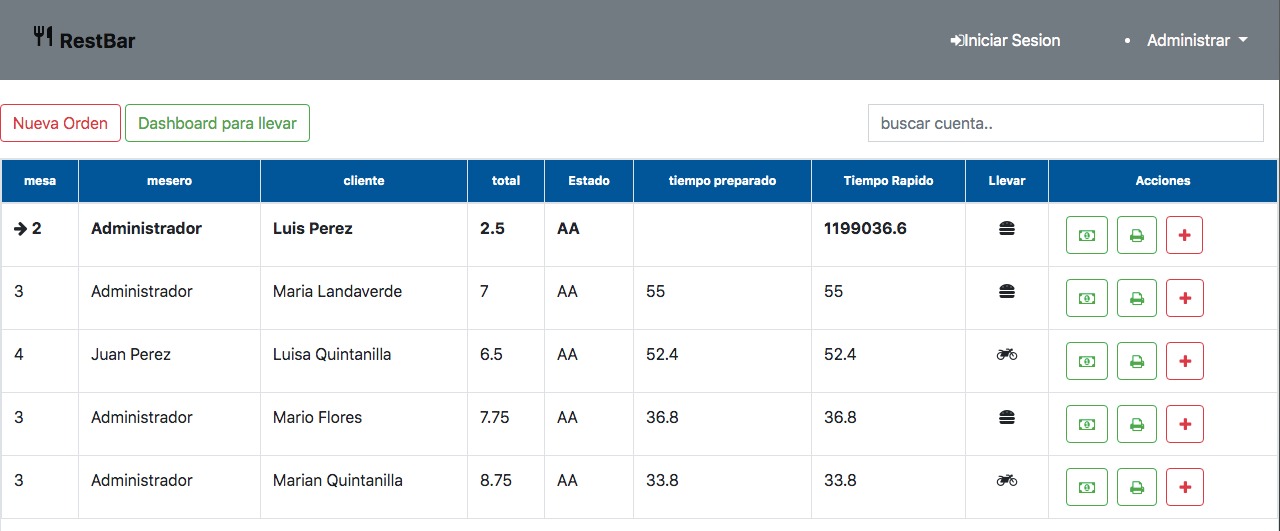 RestBar
Iniciar Sesion
Administrar
Nueva Orden Dashboard para llevar buscar cuenta..
mesa mesero cliente total Estado tiempo preparado Tiempo Rapido Llevar Acciones
2 Administrador Luis Perez 2.5 AA 1199036.6
3 Administrador Maria Landaverde 7 AA 55 55
4 Juan Perez Luisa Quintanilla 6.5 AA 52.4 52.4
3 Administrador Mario Flores 7.75 AA 36.8 36.8
3 Administrador Marian Quintanilla 8.75 AA 33.8 33.8